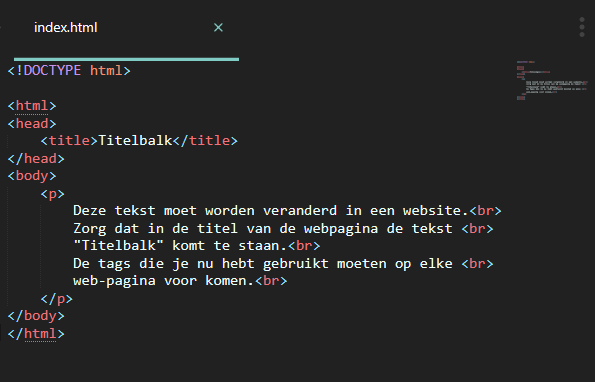 index.html ×
<!DOCTYPE html>
<html>
<head>
<title>Titelbalk</title>
</head>
<body>
<p>
Deze tekst moet worden veranderd in een website.<br>
Zorg dat in de titel van de webpagina de tekst <br>
"Titelbalk" komt te staan.<br>
De tags die je nu hebt gebruikt moeten op elke <br>
web-pagina voor komen.<br>
</p>
</body>
</html>